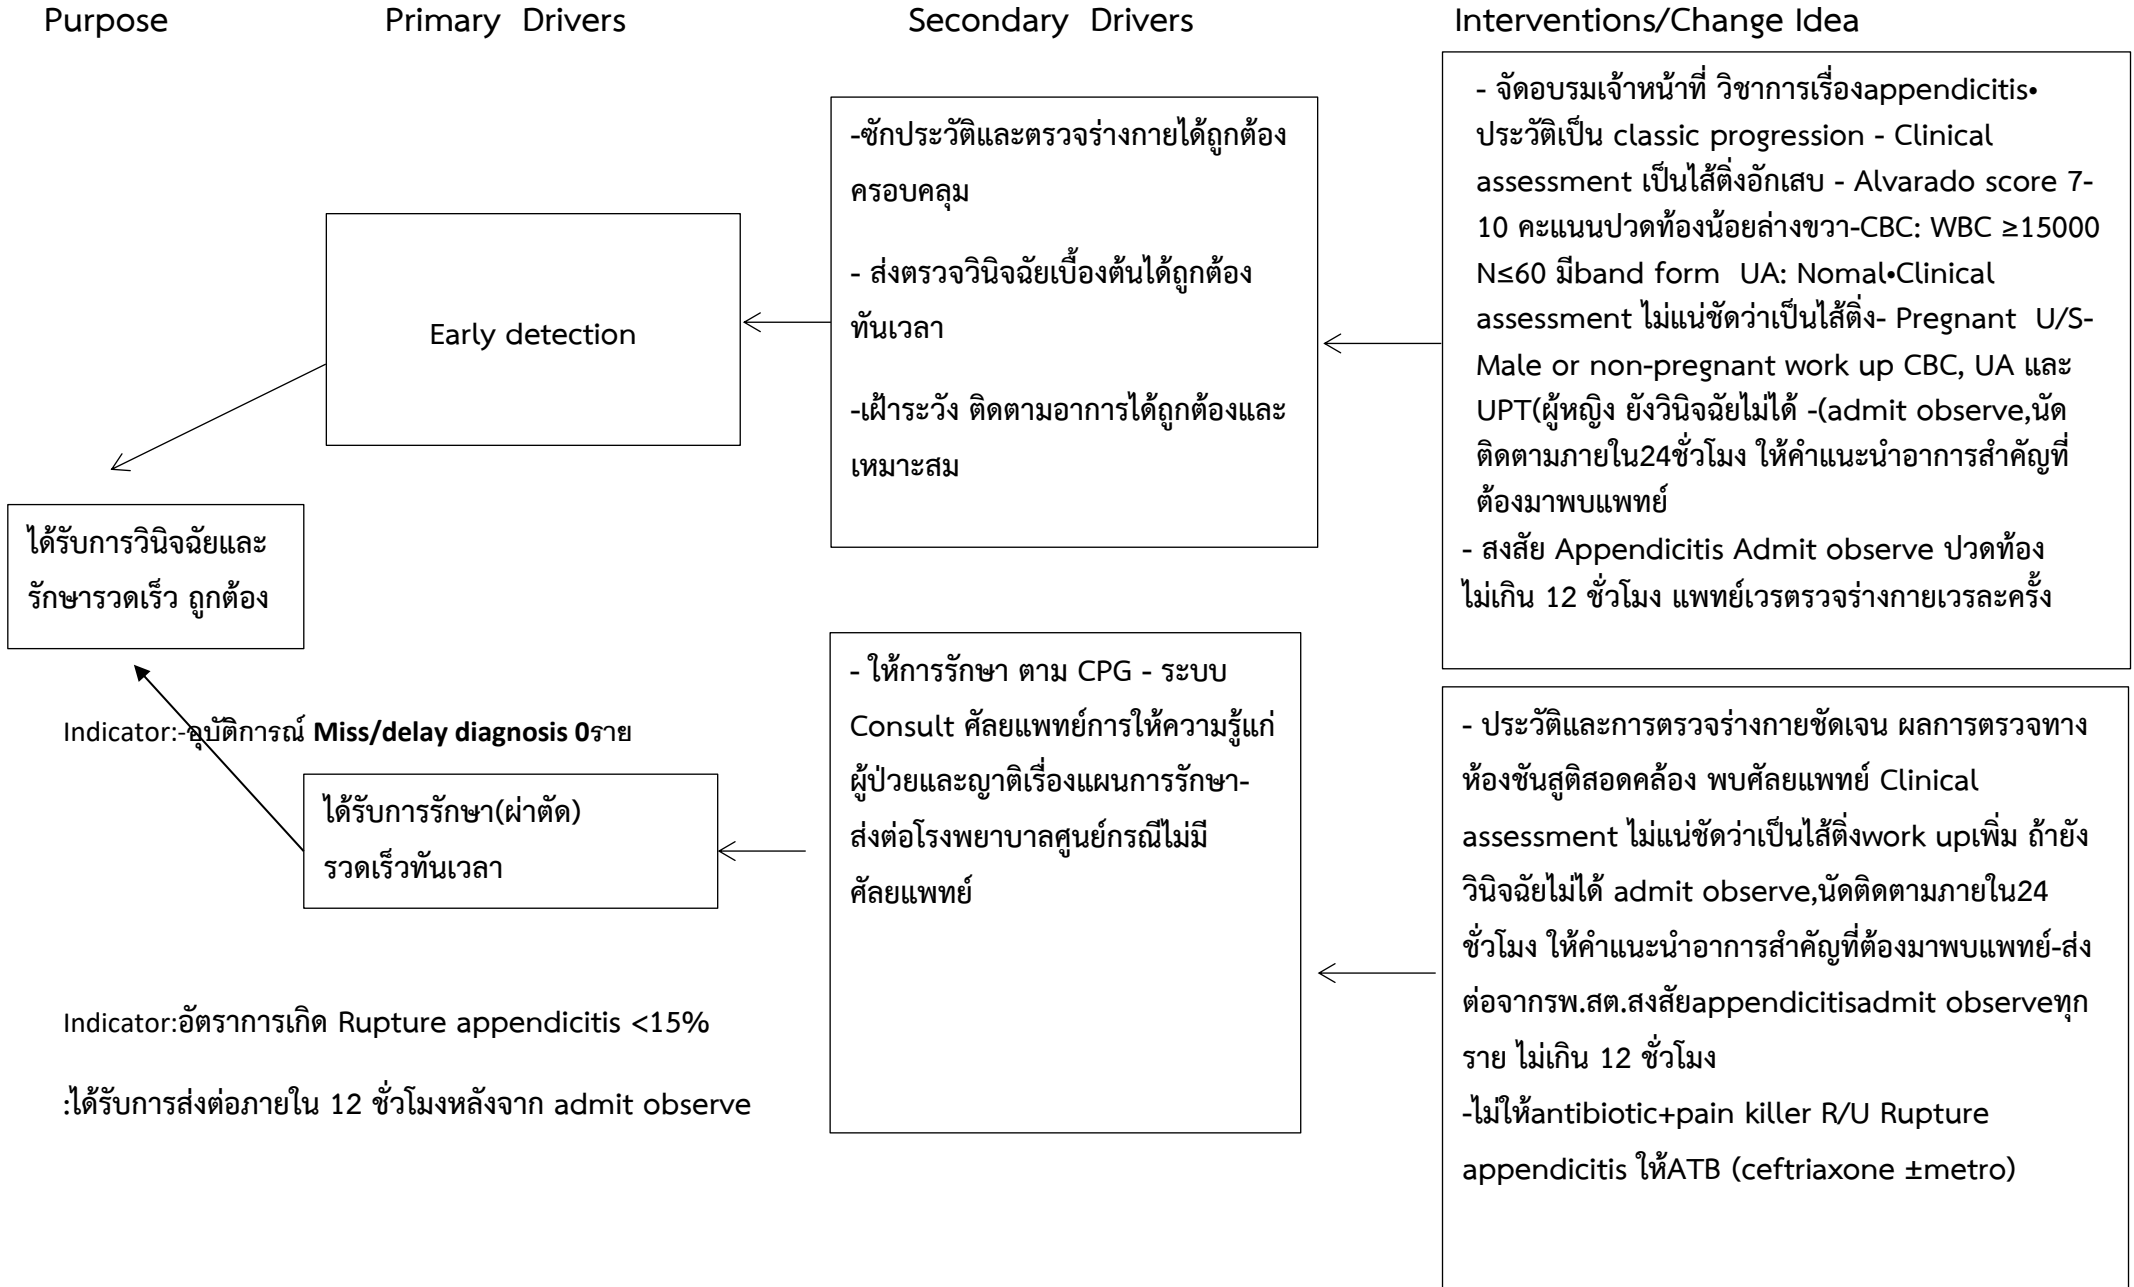 Purpose Primary Drivers Secondary Drivers Interventions/Change Idea
ได้รับการวินิจฉัยและ
รักษารวดเร็ว ถูกต้อง
Early detection
Indicator:-อุบัติการณ์ Miss/delay diagnosis 0ราย
ได้รับการรักษา(ผ่าตัด)
รวดเร็วทันเวลา
Indicator:อัตราการเกิด Rupture appendicitis <15%
:ได้รับการส่งต่อภายใน 12 ชั่วโมงหลังจาก admit observe
-ซักประวัติและตรวจร่างกายได้ถูกต้อง
ครอบคลุม
- ส่งตรวจวินิจฉัยเบื้องต้นได้ถูกต้อง
ทันเวลา
-เฝ้าระวัง ติดตามอาการได้ถูกต้องและ
เหมาะสม
- ให้การรักษา ตาม CPG - ระบบ
Consult ศัลยแพทย์การให้ความรู้แก่
ผู้ป่วยและญาติเรื่องแผนการรักษา-
ส่งต่อโรงพยาบาลศูนย์กรณีไม่มี
ศัลยแพทย์
- จัดอบรมเจ้าหน้าที่ วิชาการเรื่องappendicitis•
ประวัติเป็น classic progression - Clinical
assessment เป็นไส้ติ่งอักเสบ - Alvarado score 7-
10 คะแนนปวดท้องน้อยล่างขวา-CBC: WBC ≥15000
N≤60 มีband form UA: Nomal•Clinical
assessment ไม่แน่ชัดว่าเป็นไส้ติ่ง- Pregnant U/S-
Male or non-pregnant work up CBC, UA และ
UPT(ผู้หญิง ยังวินิจฉัยไม่ได้ -(admit observe,นัด
ติดตามภายใน24ชั่วโมง ให้คำแนะนำอาการสำคัญที่
ต้องมาพบแพทย์
- สงสัย Appendicitis Admit observe ปวดท้อง
ไม่เกิน 12 ชั่วโมง แพทย์เวรตรวจร่างกายเวรละครั้ง
- ประวัติและการตรวจร่างกายชัดเจน ผลการตรวจทาง
ห้องชันสูติสอดคล้อง พบศัลยแพทย์ Clinical
assessment ไม่แน่ชัดว่าเป็นไส้ติ่งwork upเพิ่ม ถ้ายัง
วินิจฉัยไม่ได้ admit observe,นัดติดตามภายใน24
ชั่วโมง ให้คำแนะนำอาการสำคัญที่ต้องมาพบแพทย์-ส่ง
ต่อจากรพ.สต.สงสัยappendicitisadmit observeทุก
ราย ไม่เกิน 12 ชั่วโมง
-ไม่ให้antibiotic+pain killer R/U Rupture
appendicitis ให้ATB (ceftriaxone ±metro)